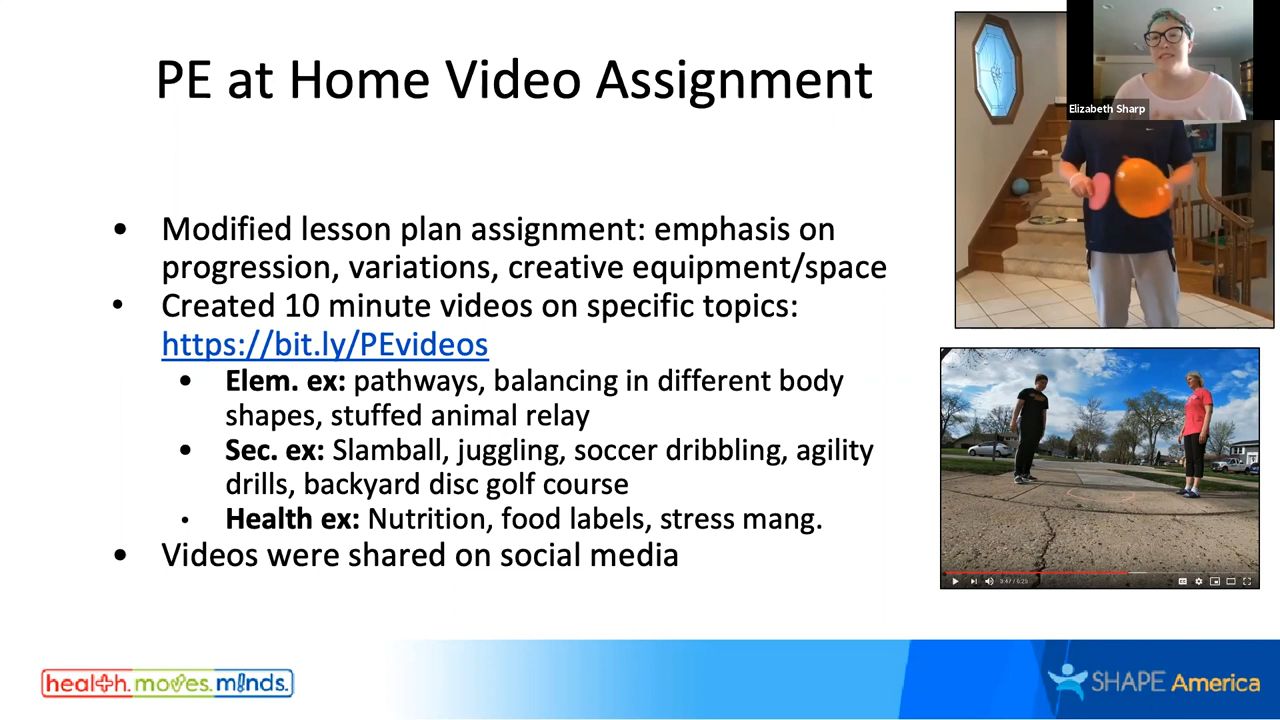 PE at Home Video Assignment
Elizabeth Sharp
• Modified lesson plan assignment: emphasis on
progression, variations, creative equipment/space
• Created 10 minute videos on specific topics:
https://bit.ly/PEvideos
• Elem. ex: pathways, balancing in different body
shapes, stuffed animal relay
• Sec. ex: Slamball, juggling, soccer dribbling, agility
drills, backyard disc golf course
• Health ex: Nutrition, food labels, stress mang.
• Videos were shared on social media
health.moves.minds.
SHAPE America